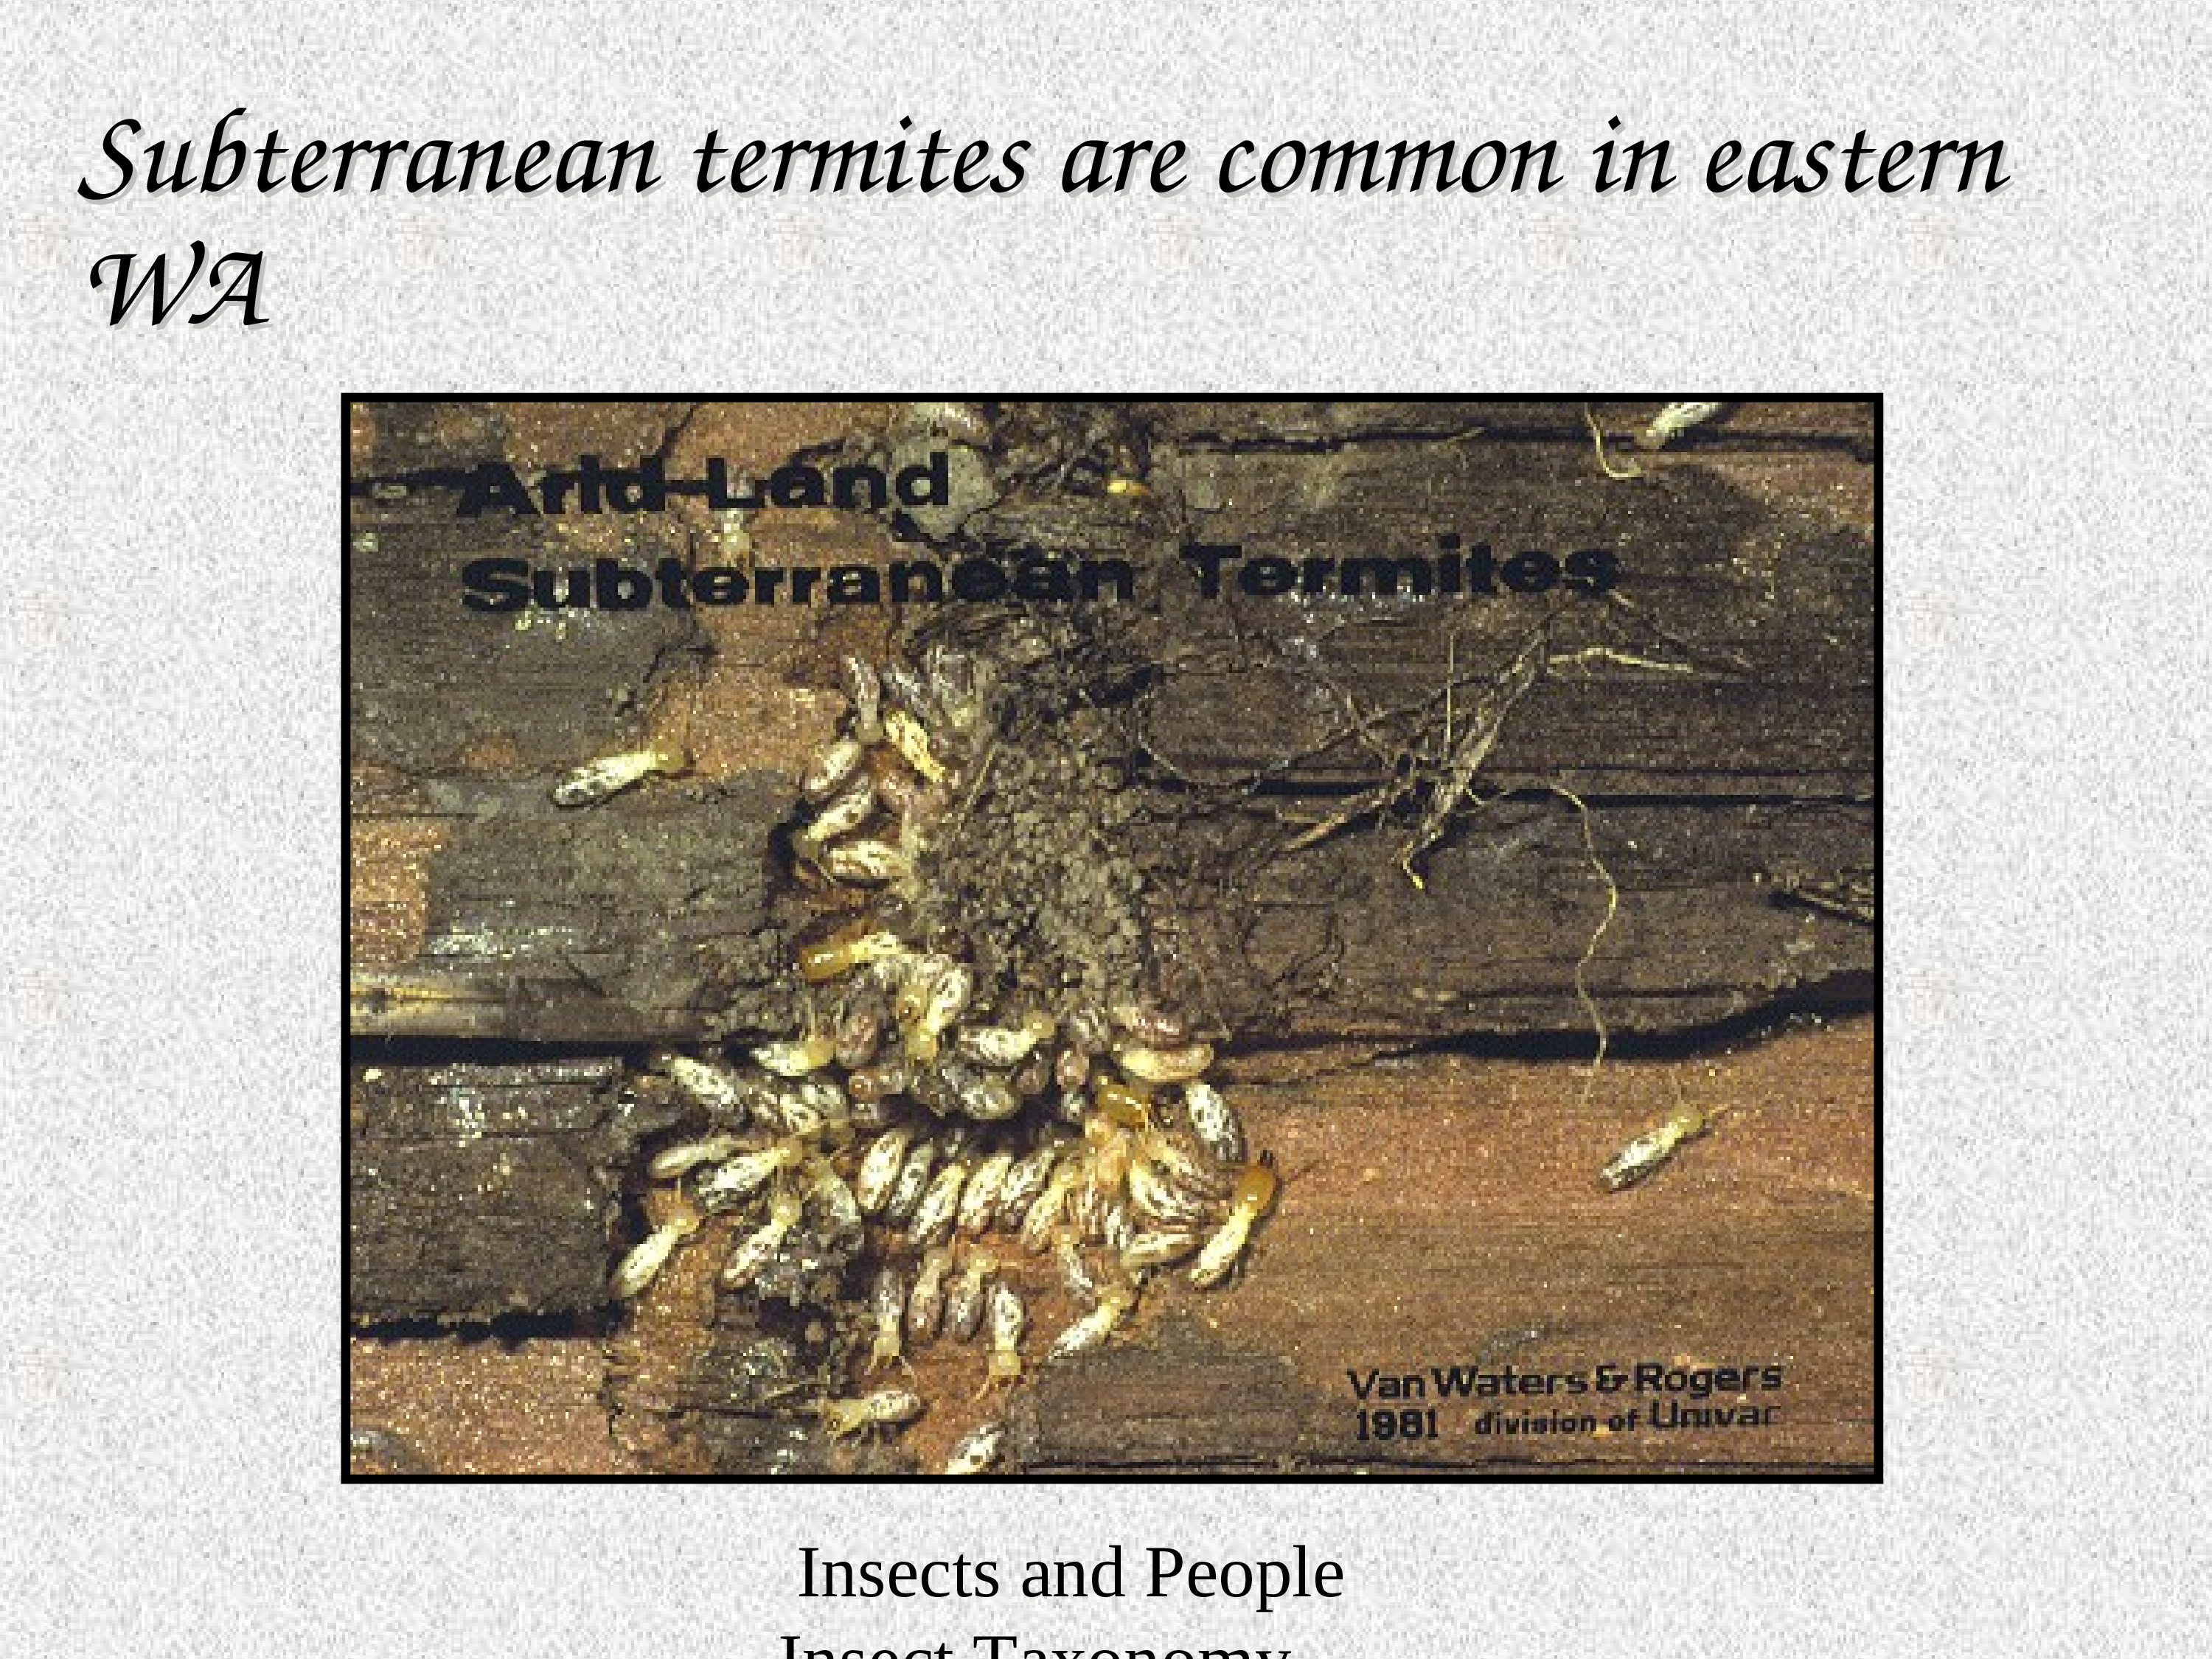 Subterranean termites are common in eastern
WA
Arid-Land
Subterranean Termites
Van Waters & Rogers
1981 division of Univar
Insects and People
Insect Taxonomy